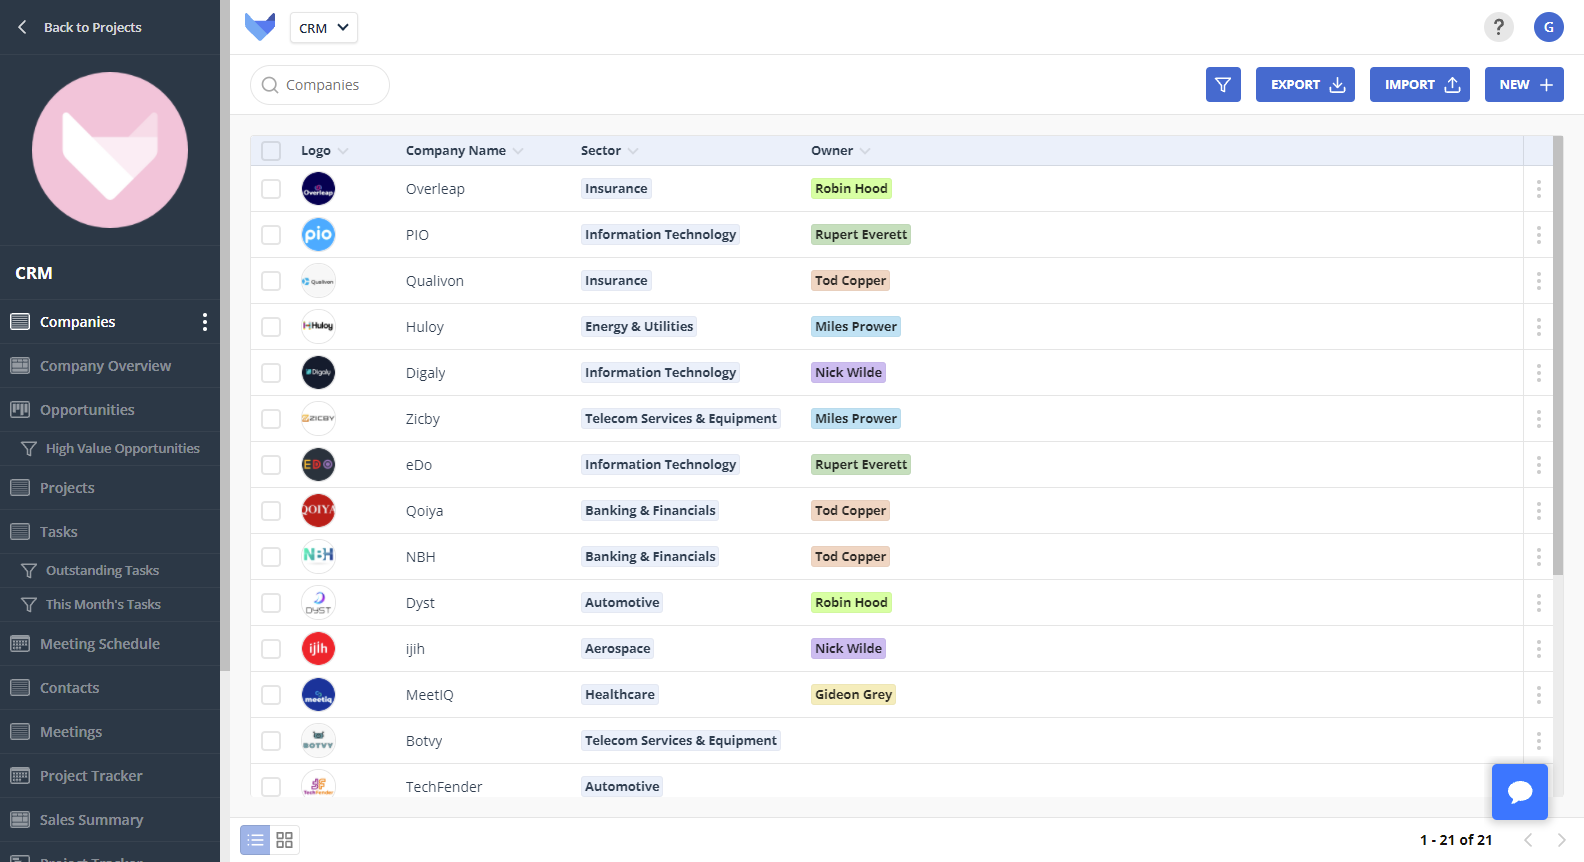 Back to Projects
CRM
Companies
Company Overview
Opportunities
High Value Opportunities
Projects
Tasks
Outstanding Tasks
This Month's Tasks
Meeting Schedule
Contacts
Meetings
Project Tracker
Sales Summary
Project Tracker
CRM
?
G
Companies
EXPORT
IMPORT
NEW
Logo Company Name Sector Owner
Overleap Overleap Insurance Robin Hood
pio PIO Information Technology Rupert Everett
Qualivon Qualivon Insurance Tod Copper
Huloy Huloy Energy & Utilities Miles Prower
Digaly Digaly Information Technology Nick Wilde
ZICBY Zicby Telecom Services & Equipment Miles Prower
EDO eDo Information Technology Rupert Everett
QOIYA Qoiya Banking & Financials Tod Copper
NBH NBH Banking & Financials Tod Copper
DYST Dyst Automotive Robin Hood
ijih ijih Aerospace Nick Wilde
meetiq MeetIQ Healthcare Gideon Grey
BOTVY Botvy Telecom Services & Equipment
TechFender TechFender Automotive
1 - 21 of 21